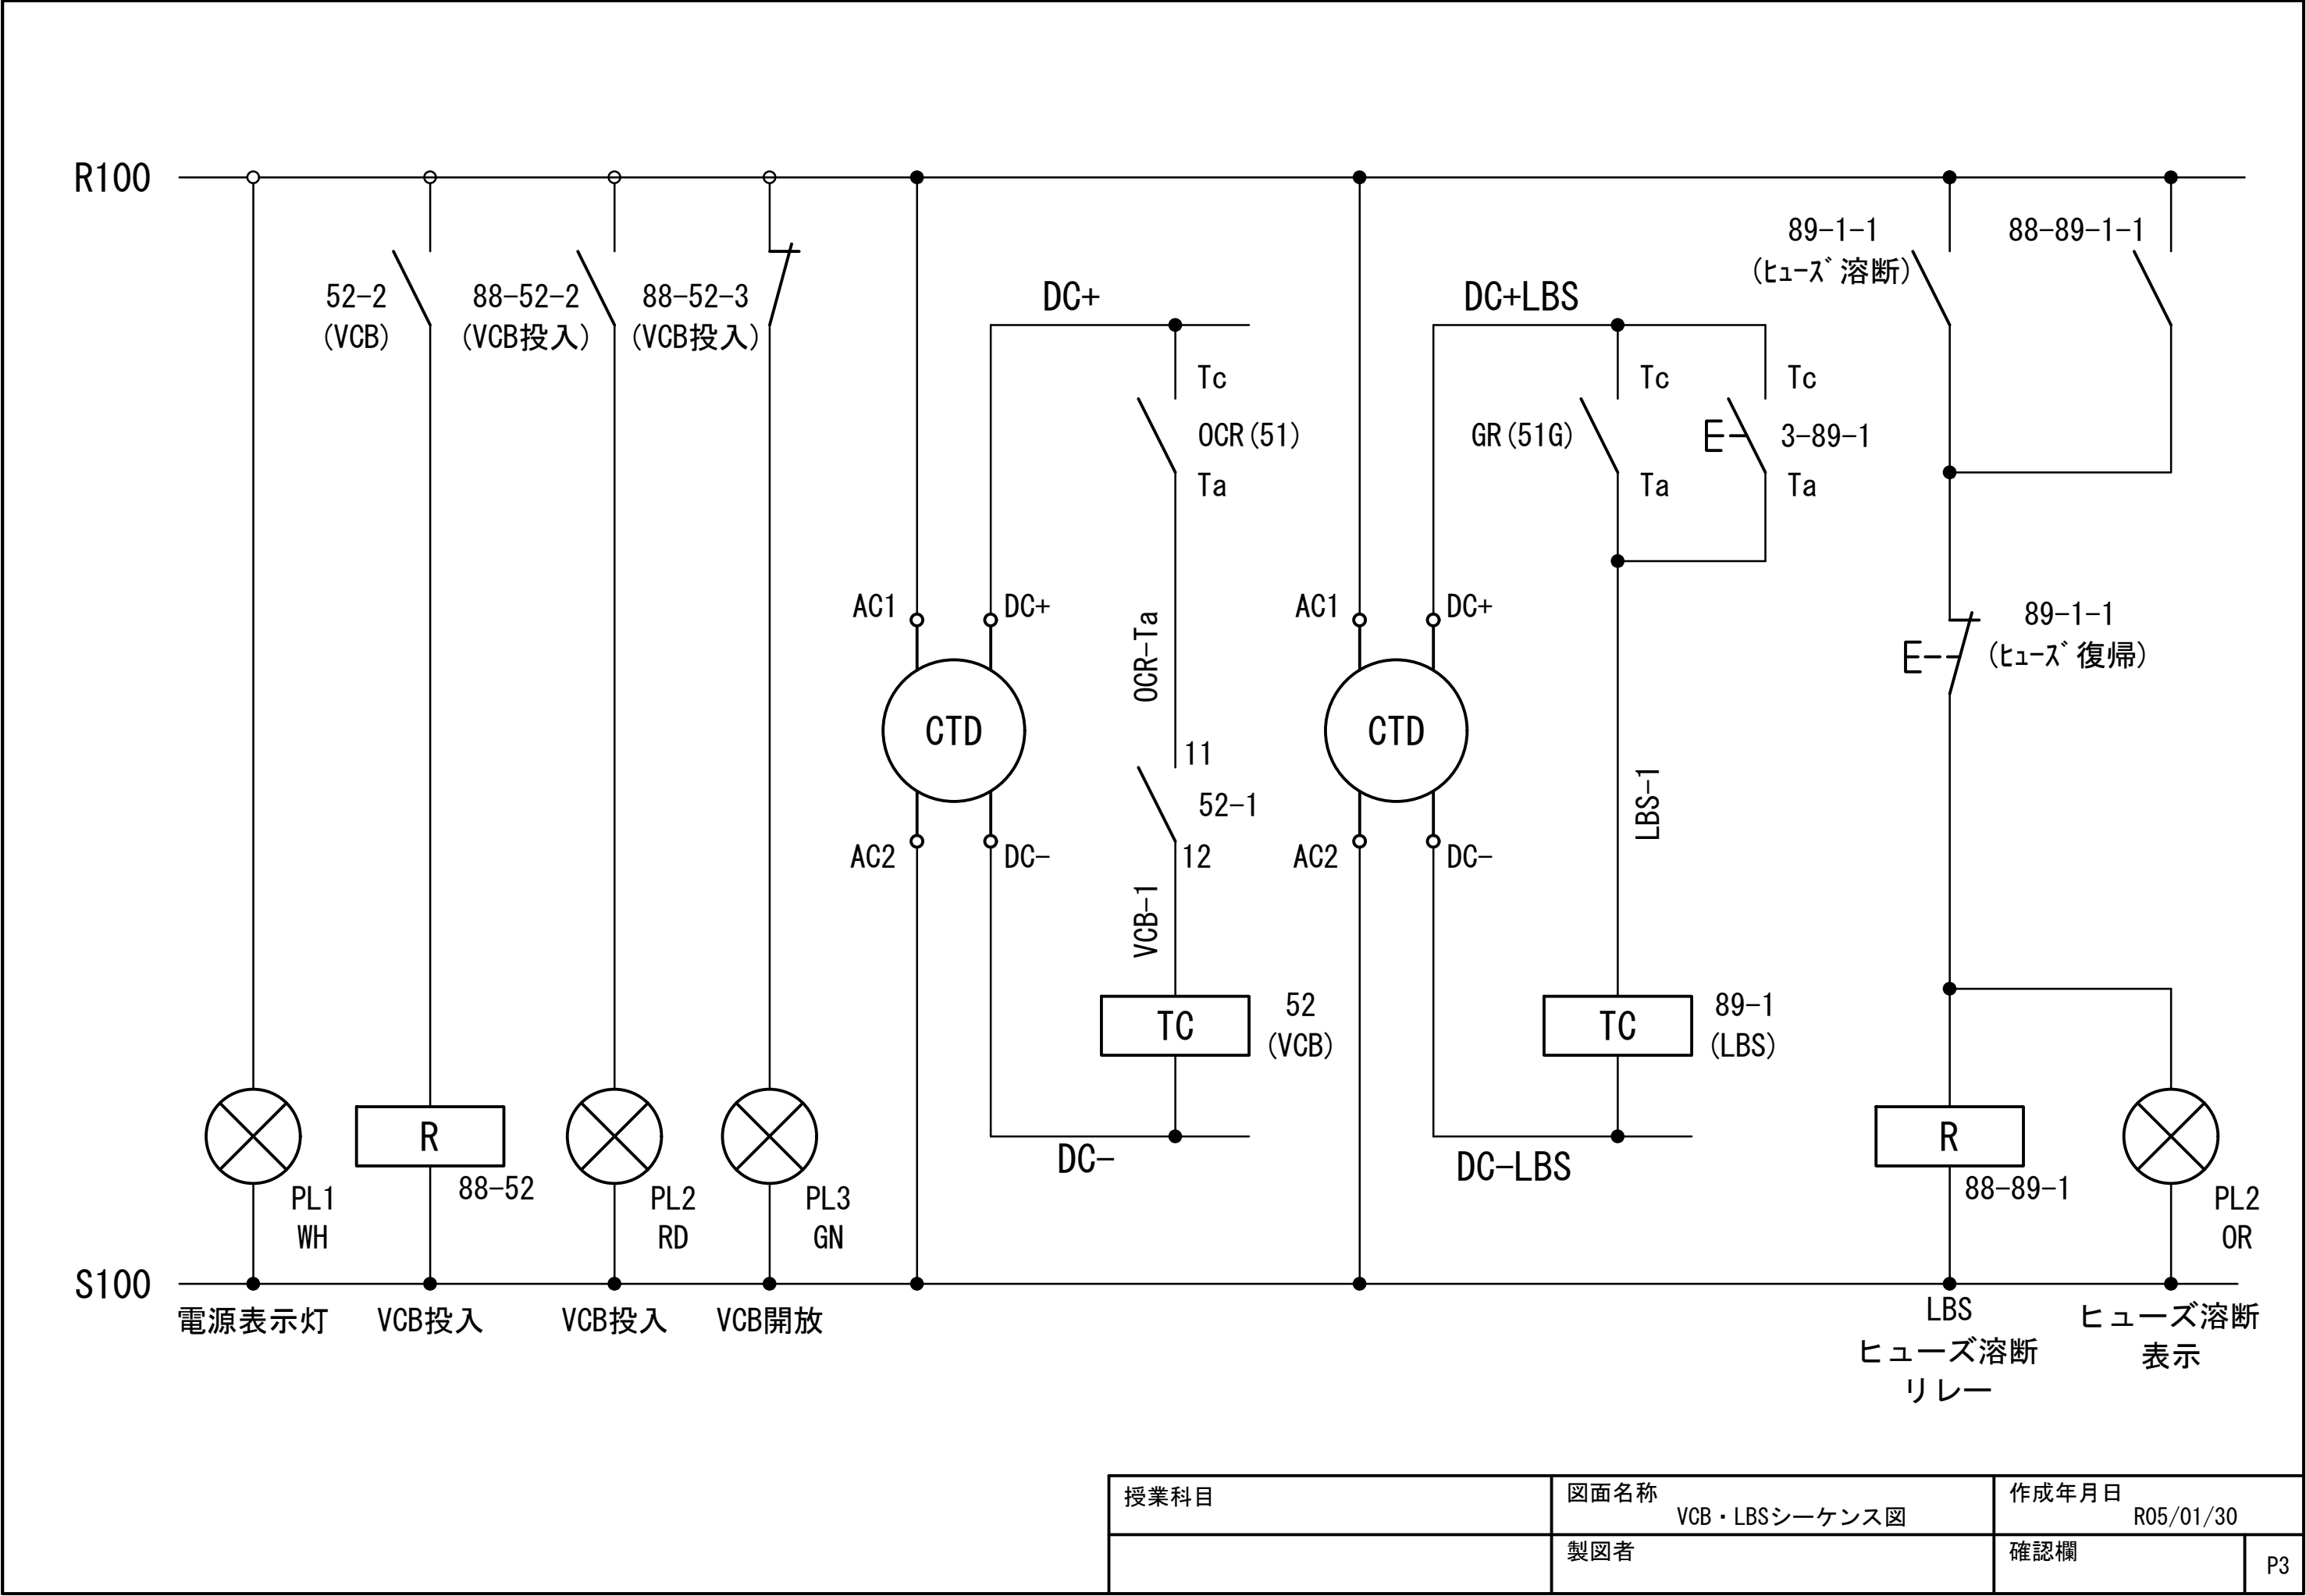 R100
52-2
(VCB)
88-52-2
(VCB投入)
88-52-3
(VCB投入)
DC+
Tc
OCR(51)
Ta
AC1
DC+
OCR-Ta
CTD
11
52-1
12
AC2
DC-
VCB-1
TC
52
(VCB)
DC-
DC+LBS
Tc
GR(51G)
Ta
Tc
3-89-1
Ta
AC1
DC+
CTD
LBS-1
AC2
DC-
TC
89-1
(LBS)
DC-LBS
89-1-1
(ﾋｭｰｽﾞ溶断)
88-89-1-1
89-1-1
(ﾋｭｰｽﾞ復帰)
PL1
WH
R
88-52
PL2
RD
PL3
GN
R
88-89-1
PL2
OR
S100
電源表示灯
VCB投入
VCB投入
VCB開放
LBS
ヒューズ溶断
リレー
ヒューズ溶断
表示
授業科目
図面名称
VCB・LBSシーケンス図
作成年月日
R05/01/30
製図者
確認欄
P3